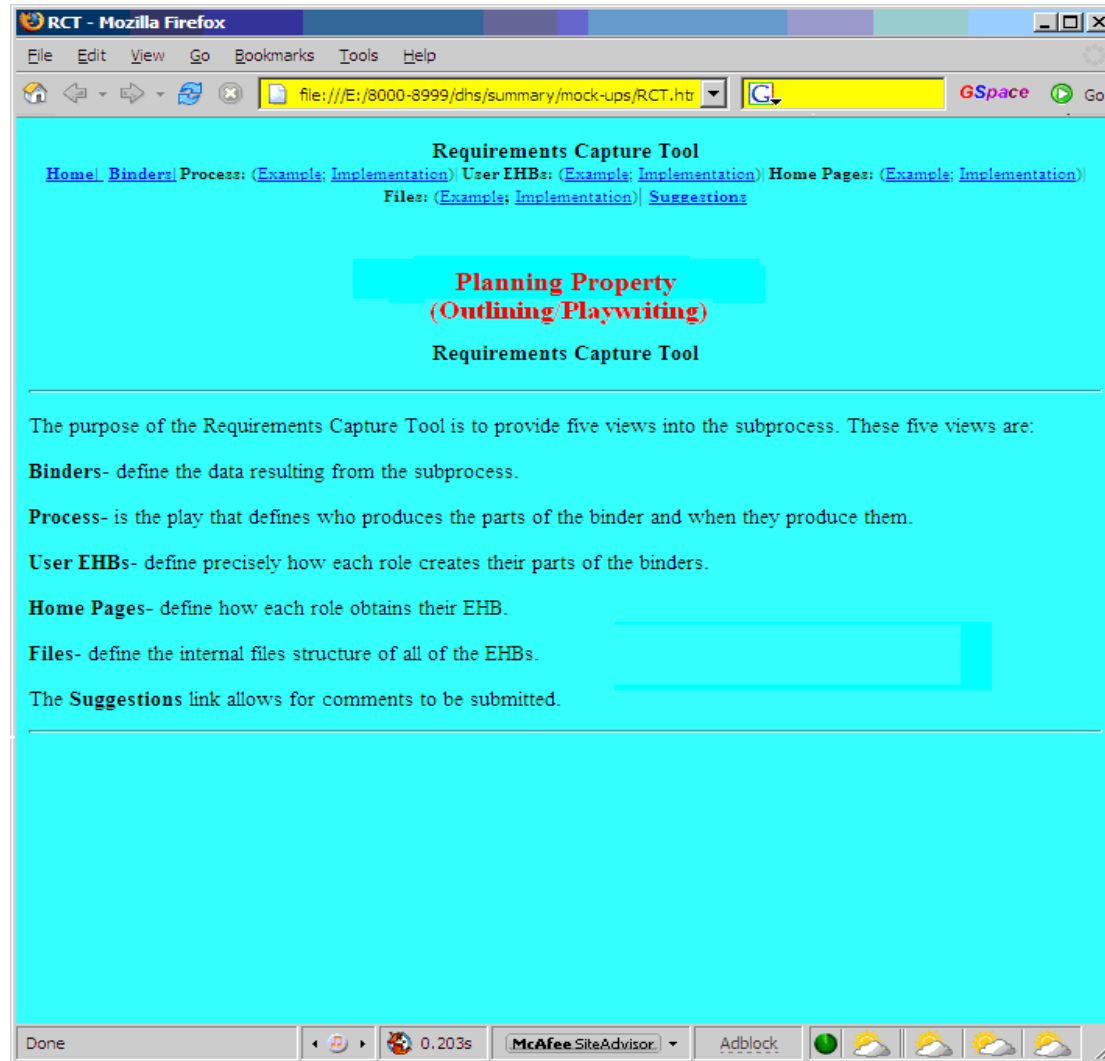 RCT - Mozilla Firefox
File Edit View Go Bookmarks Tools Help
file:///E:/8000-8999/dhs/summary/mock-ups/RCT.htm G GSpace Go
Requirements Capture Tool
Home| Binders| Process: (Example; Implementation)| User EHBs: (Example; Implementation)| Home Pages: (Example; Implementation)|
Files: (Example; Implementation)| Suggestions
Planning Property
(Outlining/Playwriting)
Requirements Capture Tool
The purpose of the Requirements Capture Tool is to provide five views into the subprocess. These five views are:
Binders- define the data resulting from the subprocess.
Process- is the play that defines who produces the parts of the binder and when they produce them.
User EHBs- define precisely how each role creates their parts of the binders.
Home Pages- define how each role obtains their EHB.
Files- define the internal files structure of all of the EHBs.
The Suggestions link allows for comments to be submitted.
Done 0.203s McAfee SiteAdvisor Adblock